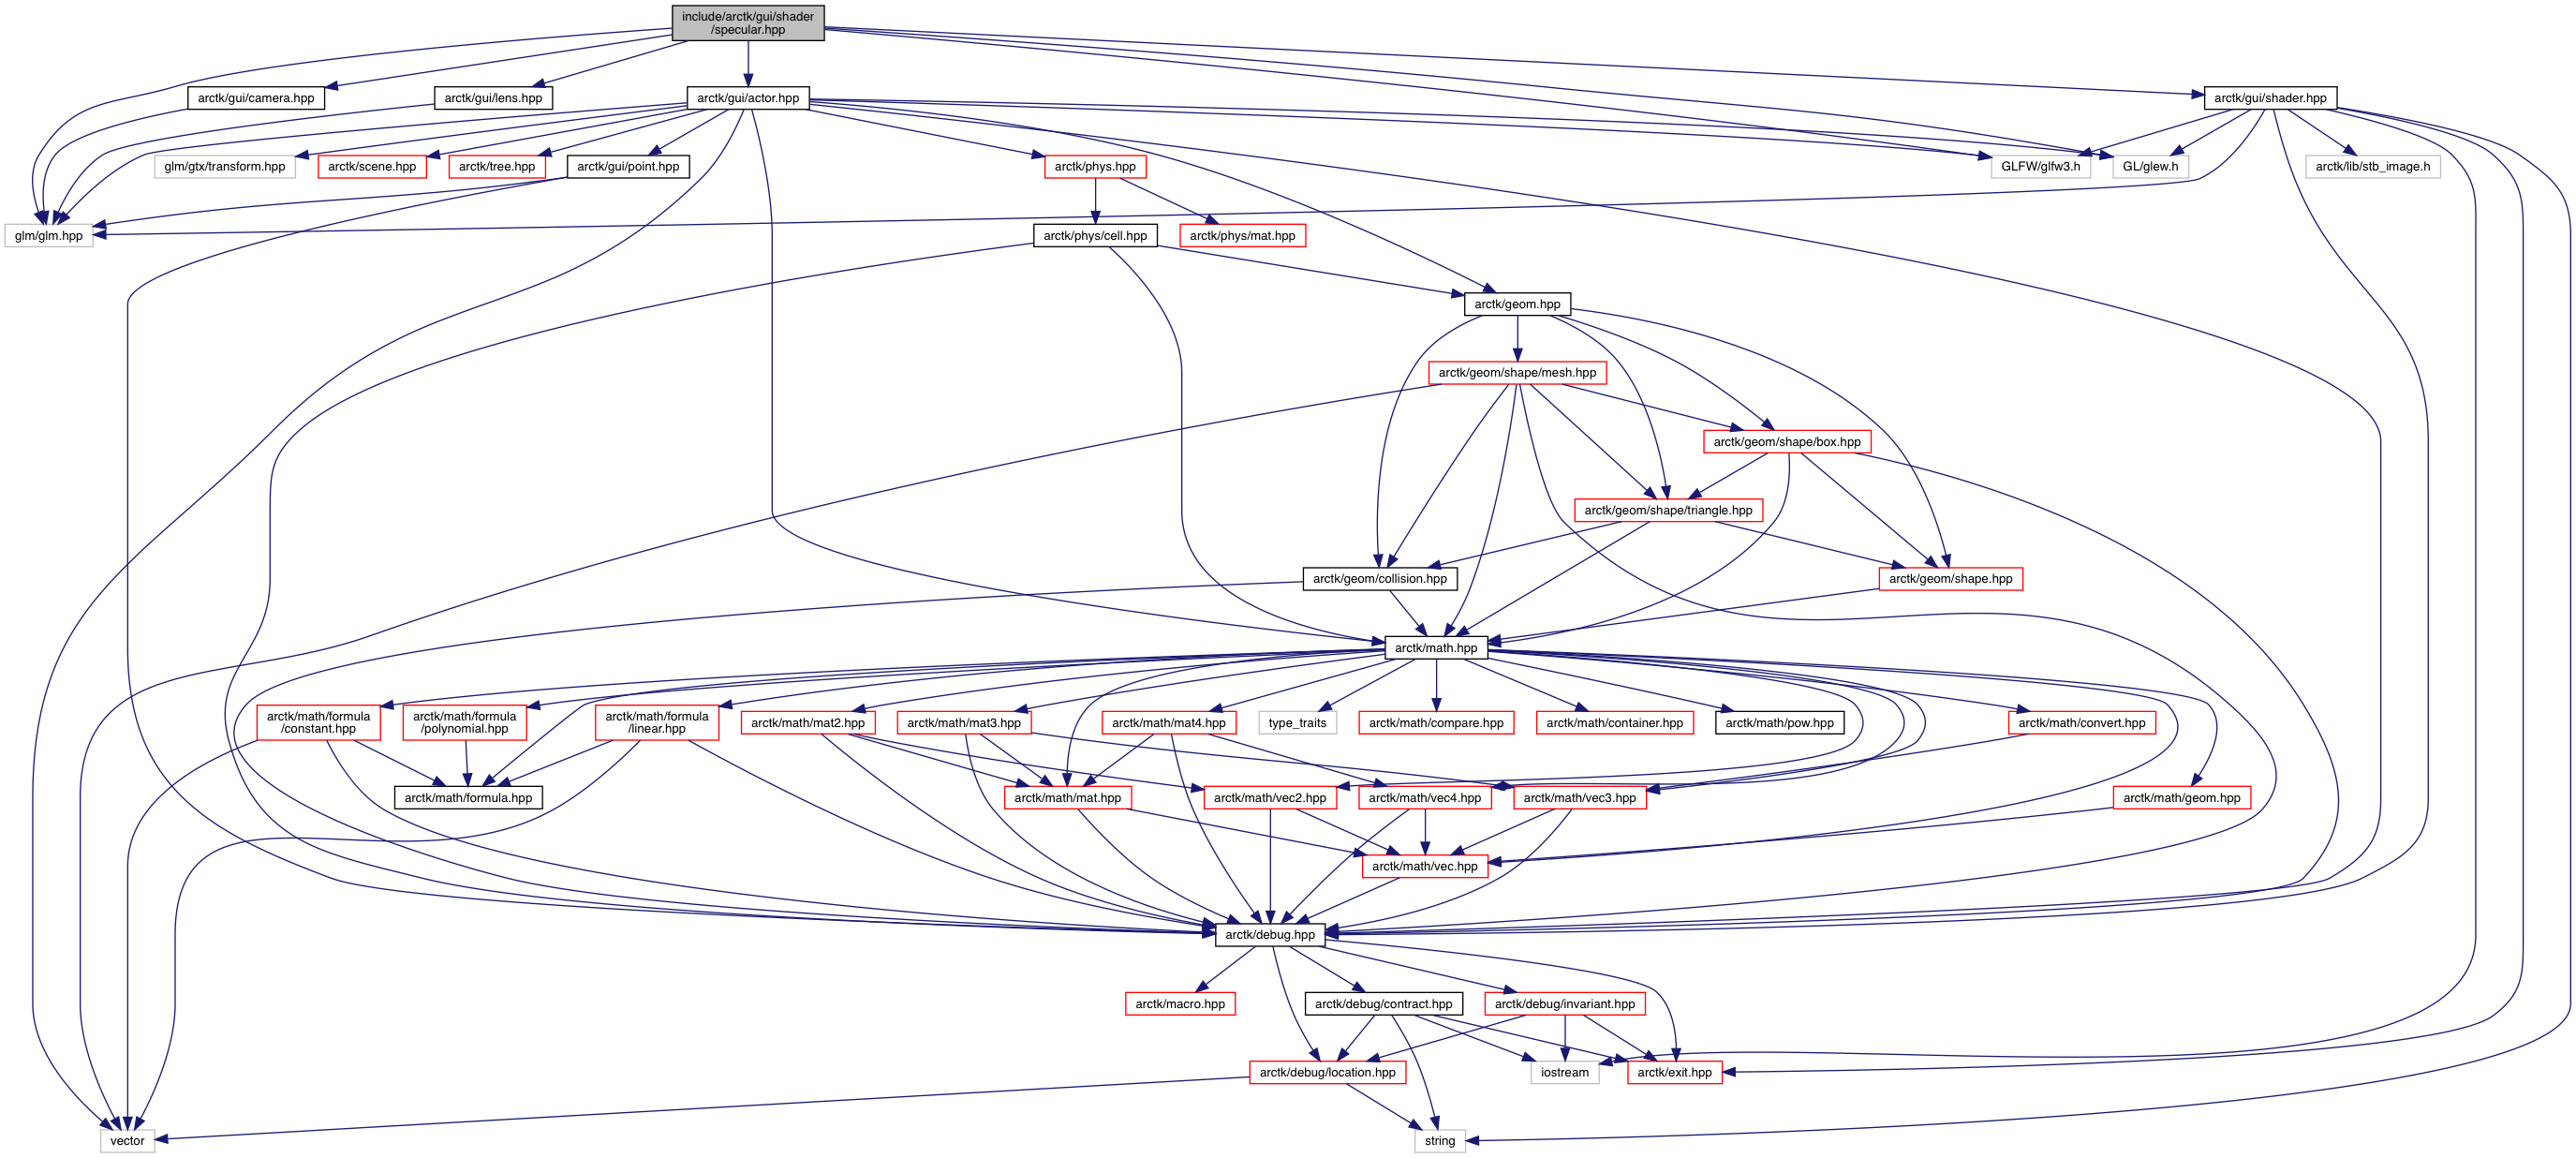 include/arctk/gui/shader
/specular.hpp
arctk/gui/camera.hpp
arctk/gui/lens.hpp
arctk/gui/actor.hpp
arctk/gui/shader.hpp
glm/gtx/transform.hpp
arctk/scene.hpp
arctk/tree.hpp
arctk/gui/point.hpp
arctk/phys.hpp
GLFW/glfw3.h
GL/glew.h
arctk/lib/stb_image.h
glm/glm.hpp
arctk/phys/cell.hpp
arctk/phys/mat.hpp
arctk/geom.hpp
arctk/geom/shape/mesh.hpp
arctk/geom/shape/box.hpp
arctk/geom/shape/triangle.hpp
arctk/geom/collision.hpp
arctk/geom/shape.hpp
arctk/math.hpp
arctk/math/formula
/constant.hpp
arctk/math/formula
/polynomial.hpp
arctk/math/formula
/linear.hpp
arctk/math/mat2.hpp
arctk/math/mat3.hpp
arctk/math/mat4.hpp
type_traits
arctk/math/compare.hpp
arctk/math/container.hpp
arctk/math/pow.hpp
arctk/math/convert.hpp
arctk/math/formula.hpp
arctk/math/mat.hpp
arctk/math/vec2.hpp
arctk/math/vec4.hpp
arctk/math/vec3.hpp
arctk/math/geom.hpp
arctk/math/vec.hpp
arctk/debug.hpp
arctk/macro.hpp
arctk/debug/contract.hpp
arctk/debug/invariant.hpp
arctk/debug/location.hpp
iostream
arctk/exit.hpp
vector
string